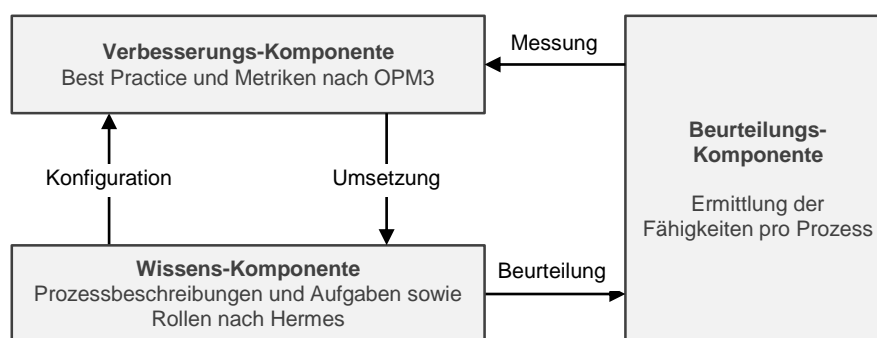 Verbesserungs-Komponente
Best Practice und Metriken nach OPM3
Messung
Beurteilungs-
Komponente
Ermittlung der
Fähigkeiten pro Prozess
Konfiguration
Umsetzung
Wissens-Komponente
Prozessbeschreibungen und Aufgaben sowie
Rollen nach Hermes
Beurteilung